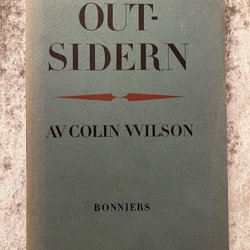 OUT-
SIDERN
AV COLIN WILSON
BONNIERS